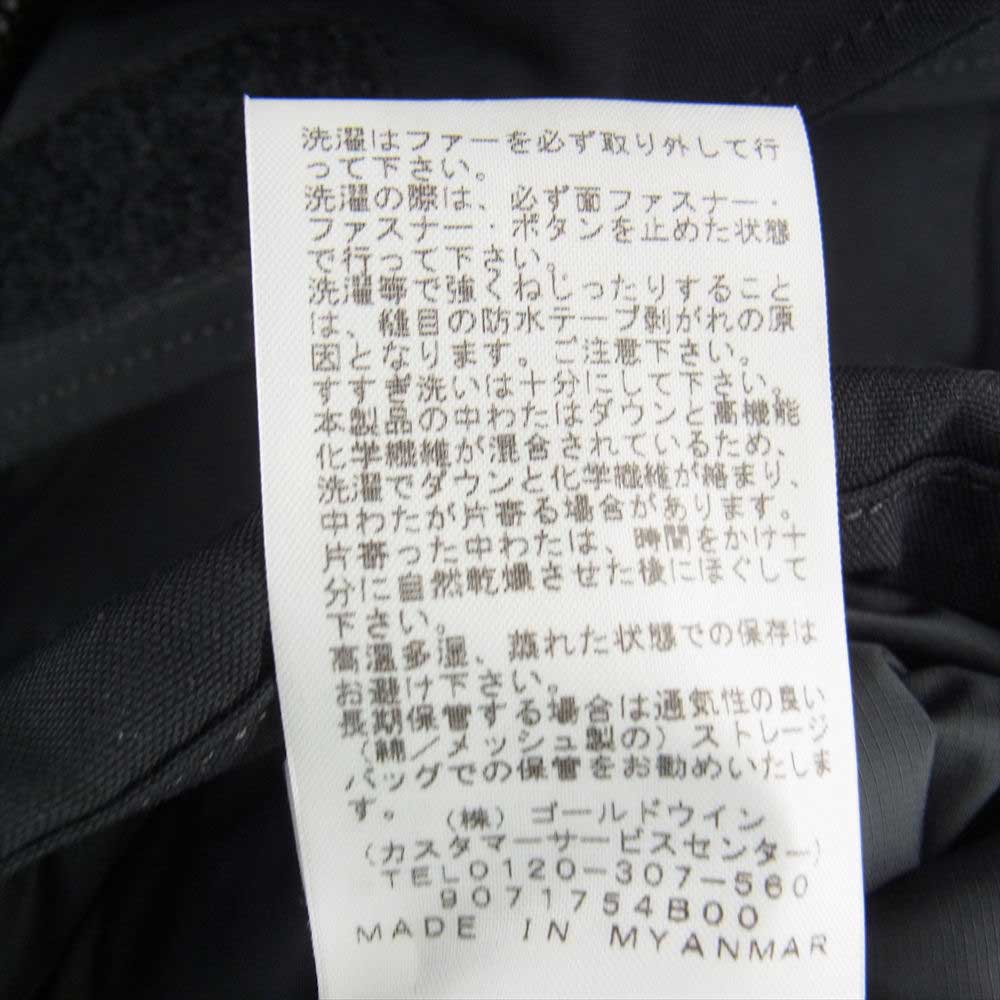 洗濯はファーを必ず取り外して行
って下さい。
洗濯の際は、必ず面ファスナー・
ファスナー・ボタンを止めた状態
で行って下さい。
洗濯等で強くねじったりすること
は、縫目の防水テープ剥がれの原
因となります。ご注意下さい。
すすぎ洗いは十分にして下さい。
本製品の中わたはダウンと高機能
化学繊維が混合されているため、
洗濯でダウンと化学繊維が絡まり、
中わたが片寄る場合があります。
片寄った中わたは、時間をかけ十
分に自然乾燥させた後にほぐして
下さい。
高温多湿、蒸れた状態での保存は
お避け下さい。
長期保管する場合は通気性の良い
(綿/メッシュ製の)ストレージ
バッグでの保管をお勧めいたしま
す。
(株)ゴールドウイン
(カスタマーサービスセンター)
TEL0120-307-560
9071754B00
MADE IN MYANMAR